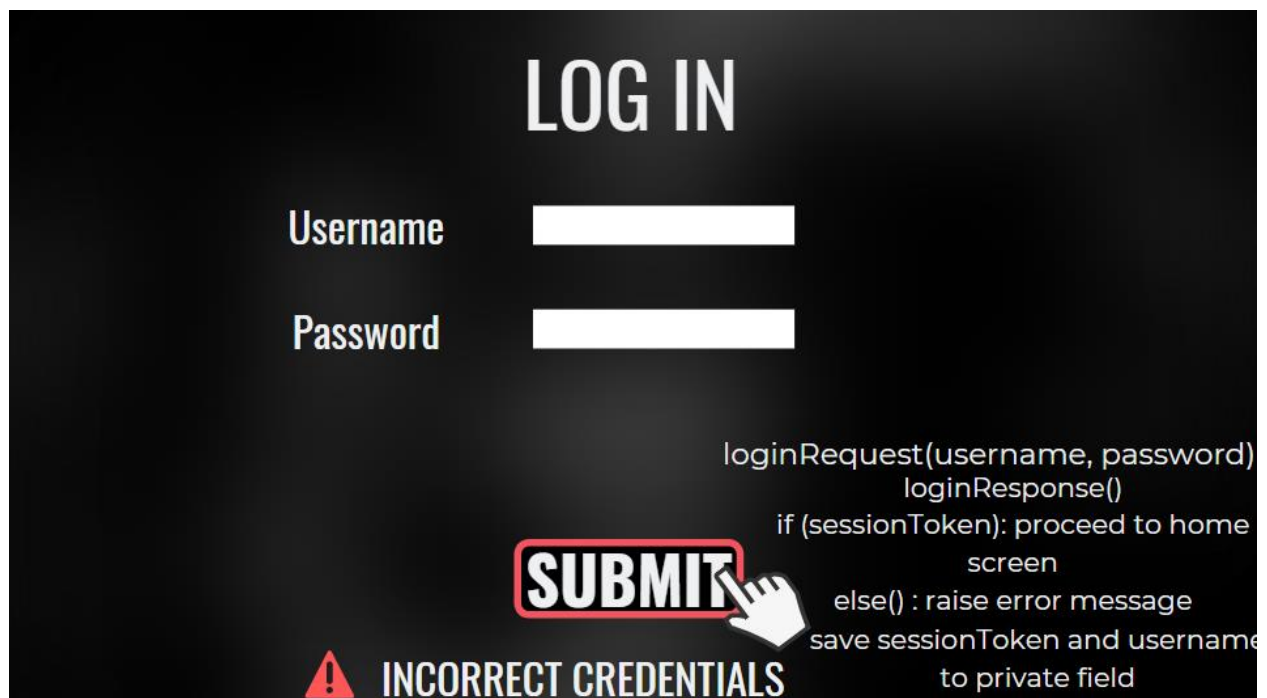 LOG IN
Username
Password
loginRequest(username, password)
loginResponse()
if (sessionToken): proceed to home
screen
else() : raise error message
save sessionToken and username
to private field
SUBMIT
INCORRECT CREDENTIALS